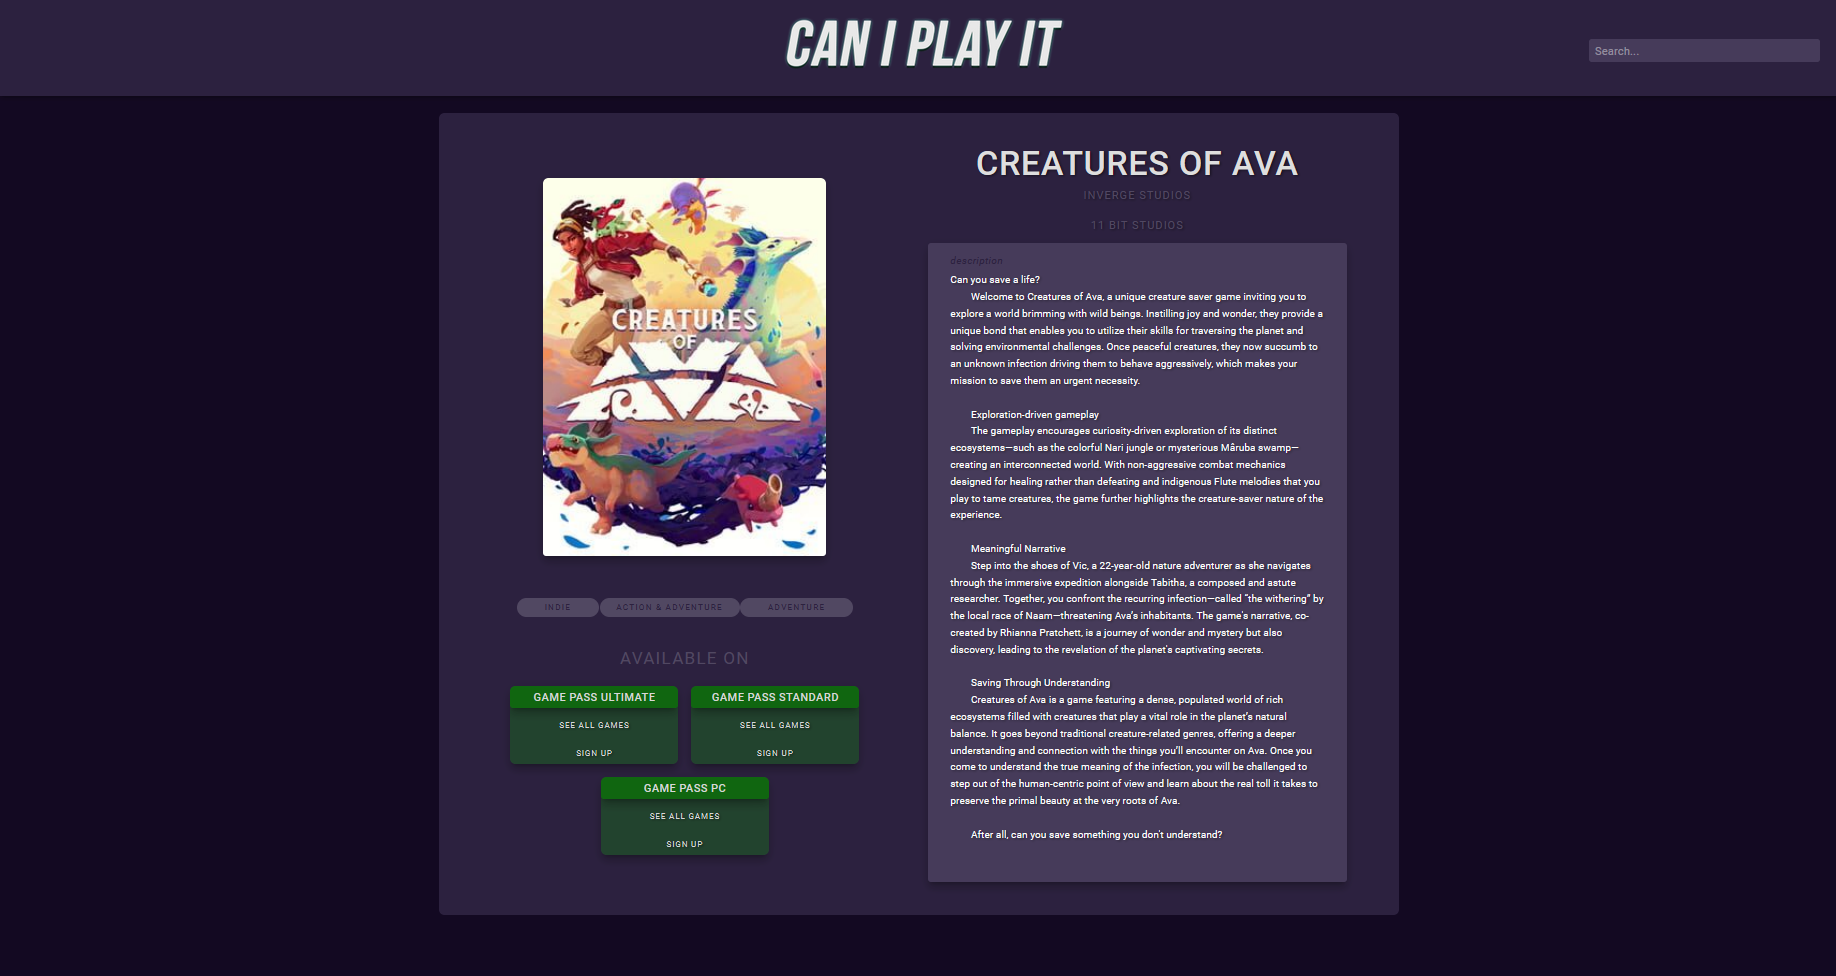 CAN I PLAY IT
Search...
CREATURES
OF
AVA
INDIE
ACTION & ADVENTURE
ADVENTURE
AVAILABLE ON
GAME PASS ULTIMATE
SEE ALL GAMES
SIGN UP
GAME PASS STANDARD
SEE ALL GAMES
SIGN UP
GAME PASS PC
SEE ALL GAMES
SIGN UP
CREATURES OF AVA
INVERGE STUDIOS
11 BIT STUDIOS
description
Can you save a life?
Welcome to Creatures of Ava, a unique creature saver game inviting you to
explore a world brimming with wild beings. Instilling joy and wonder, they provide a
unique bond that enables you to utilize their skills for traversing the planet and
solving environmental challenges. Once peaceful creatures, they now succumb to
an unknown infection driving them to behave aggressively, which makes your
mission to save them an urgent necessity.
Exploration-driven gameplay
The gameplay encourages curiosity-driven exploration of its distinct
ecosystems—such as the colorful Nari jungle or mysterious Mâruba swamp—
creating an interconnected world. With non-aggressive combat mechanics
designed for healing rather than defeating and indigenous Flute melodies that you
play to tame creatures, the game further highlights the creature-saver nature of the
experience.
Meaningful Narrative
Step into the shoes of Vic, a 22-year-old nature adventurer as she navigates
through the immersive expedition alongside Tabitha, a composed and astute
researcher. Together, you confront the recurring infection—called "the withering" by
the local race of Naam—threatening Ava's inhabitants. The game's narrative, co-
created by Rhianna Pratchett, is a journey of wonder and mystery but also
discovery, leading to the revelation of the planet's captivating secrets.
Saving Through Understanding
Creatures of Ava is a game featuring a dense, populated world of rich
ecosystems filled with creatures that play a vital role in the planet's natural
balance. It goes beyond traditional creature-related genres, offering a deeper
understanding and connection with the things you'll encounter on Ava. Once you
come to understand the true meaning of the infection, you will be challenged to
step out of the human-centric point of view and learn about the real toll it takes to
preserve the primal beauty at the very roots of Ava.
After all, can you save something you don't understand?